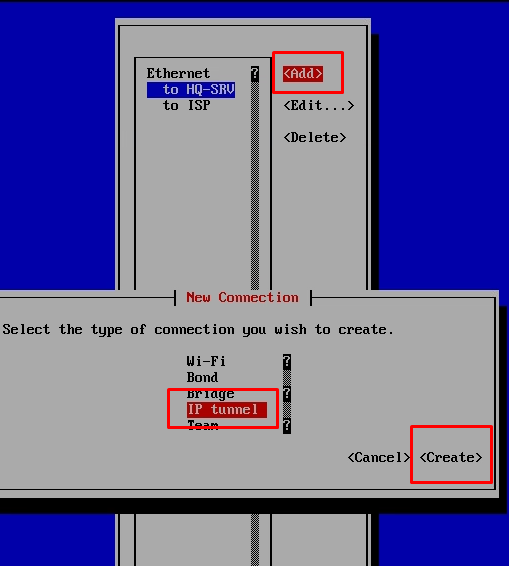 Ethernet ? <Add>
to HQ-SRV
to ISP <Edit...>
<Delete>
New Connection
Select the type of connection you wish to create.
Wi-Fi ?
Bond
Bridge ?
IP tunnel
Team ?
<Cancel> <Create>